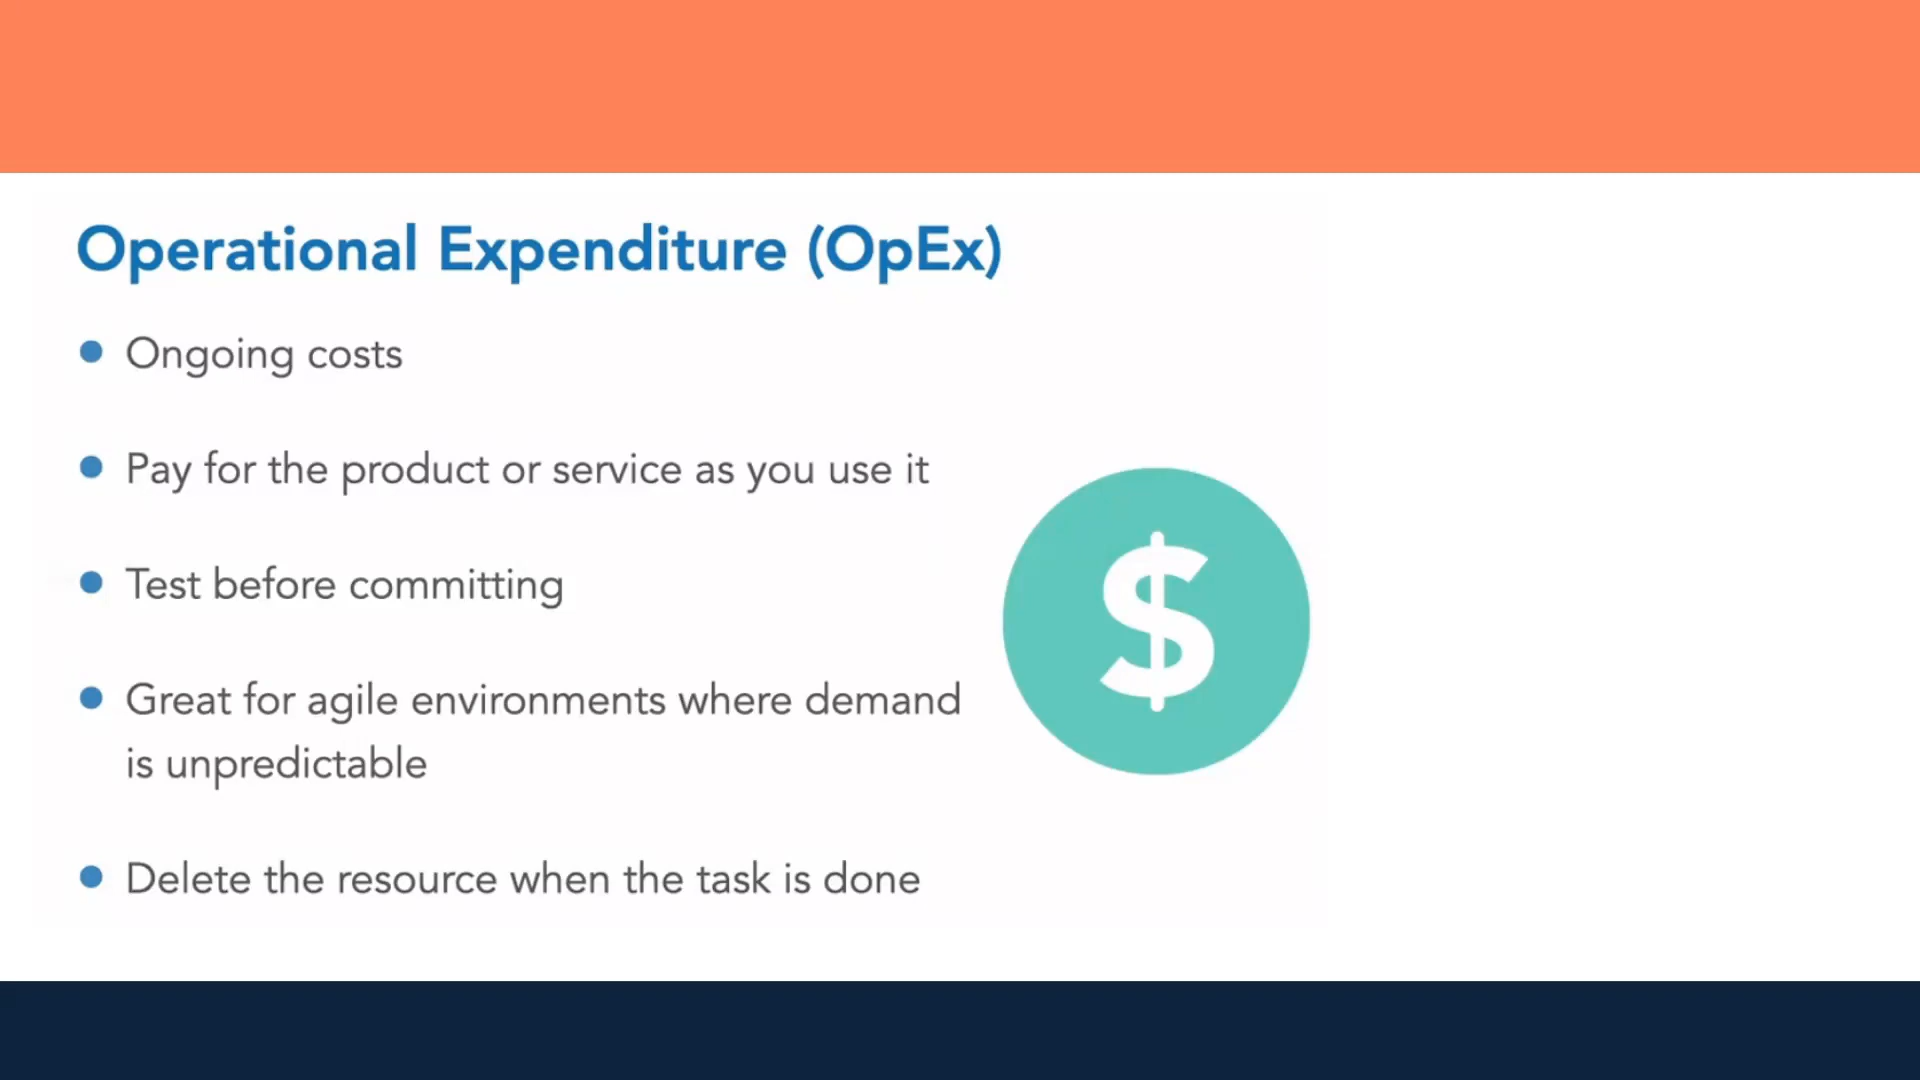 Operational Expenditure (OpEx)
Ongoing costs
Pay for the product or service as you use it
Test before committing
Great for agile environments where demand
is unpredictable
Delete the resource when the task is done
$